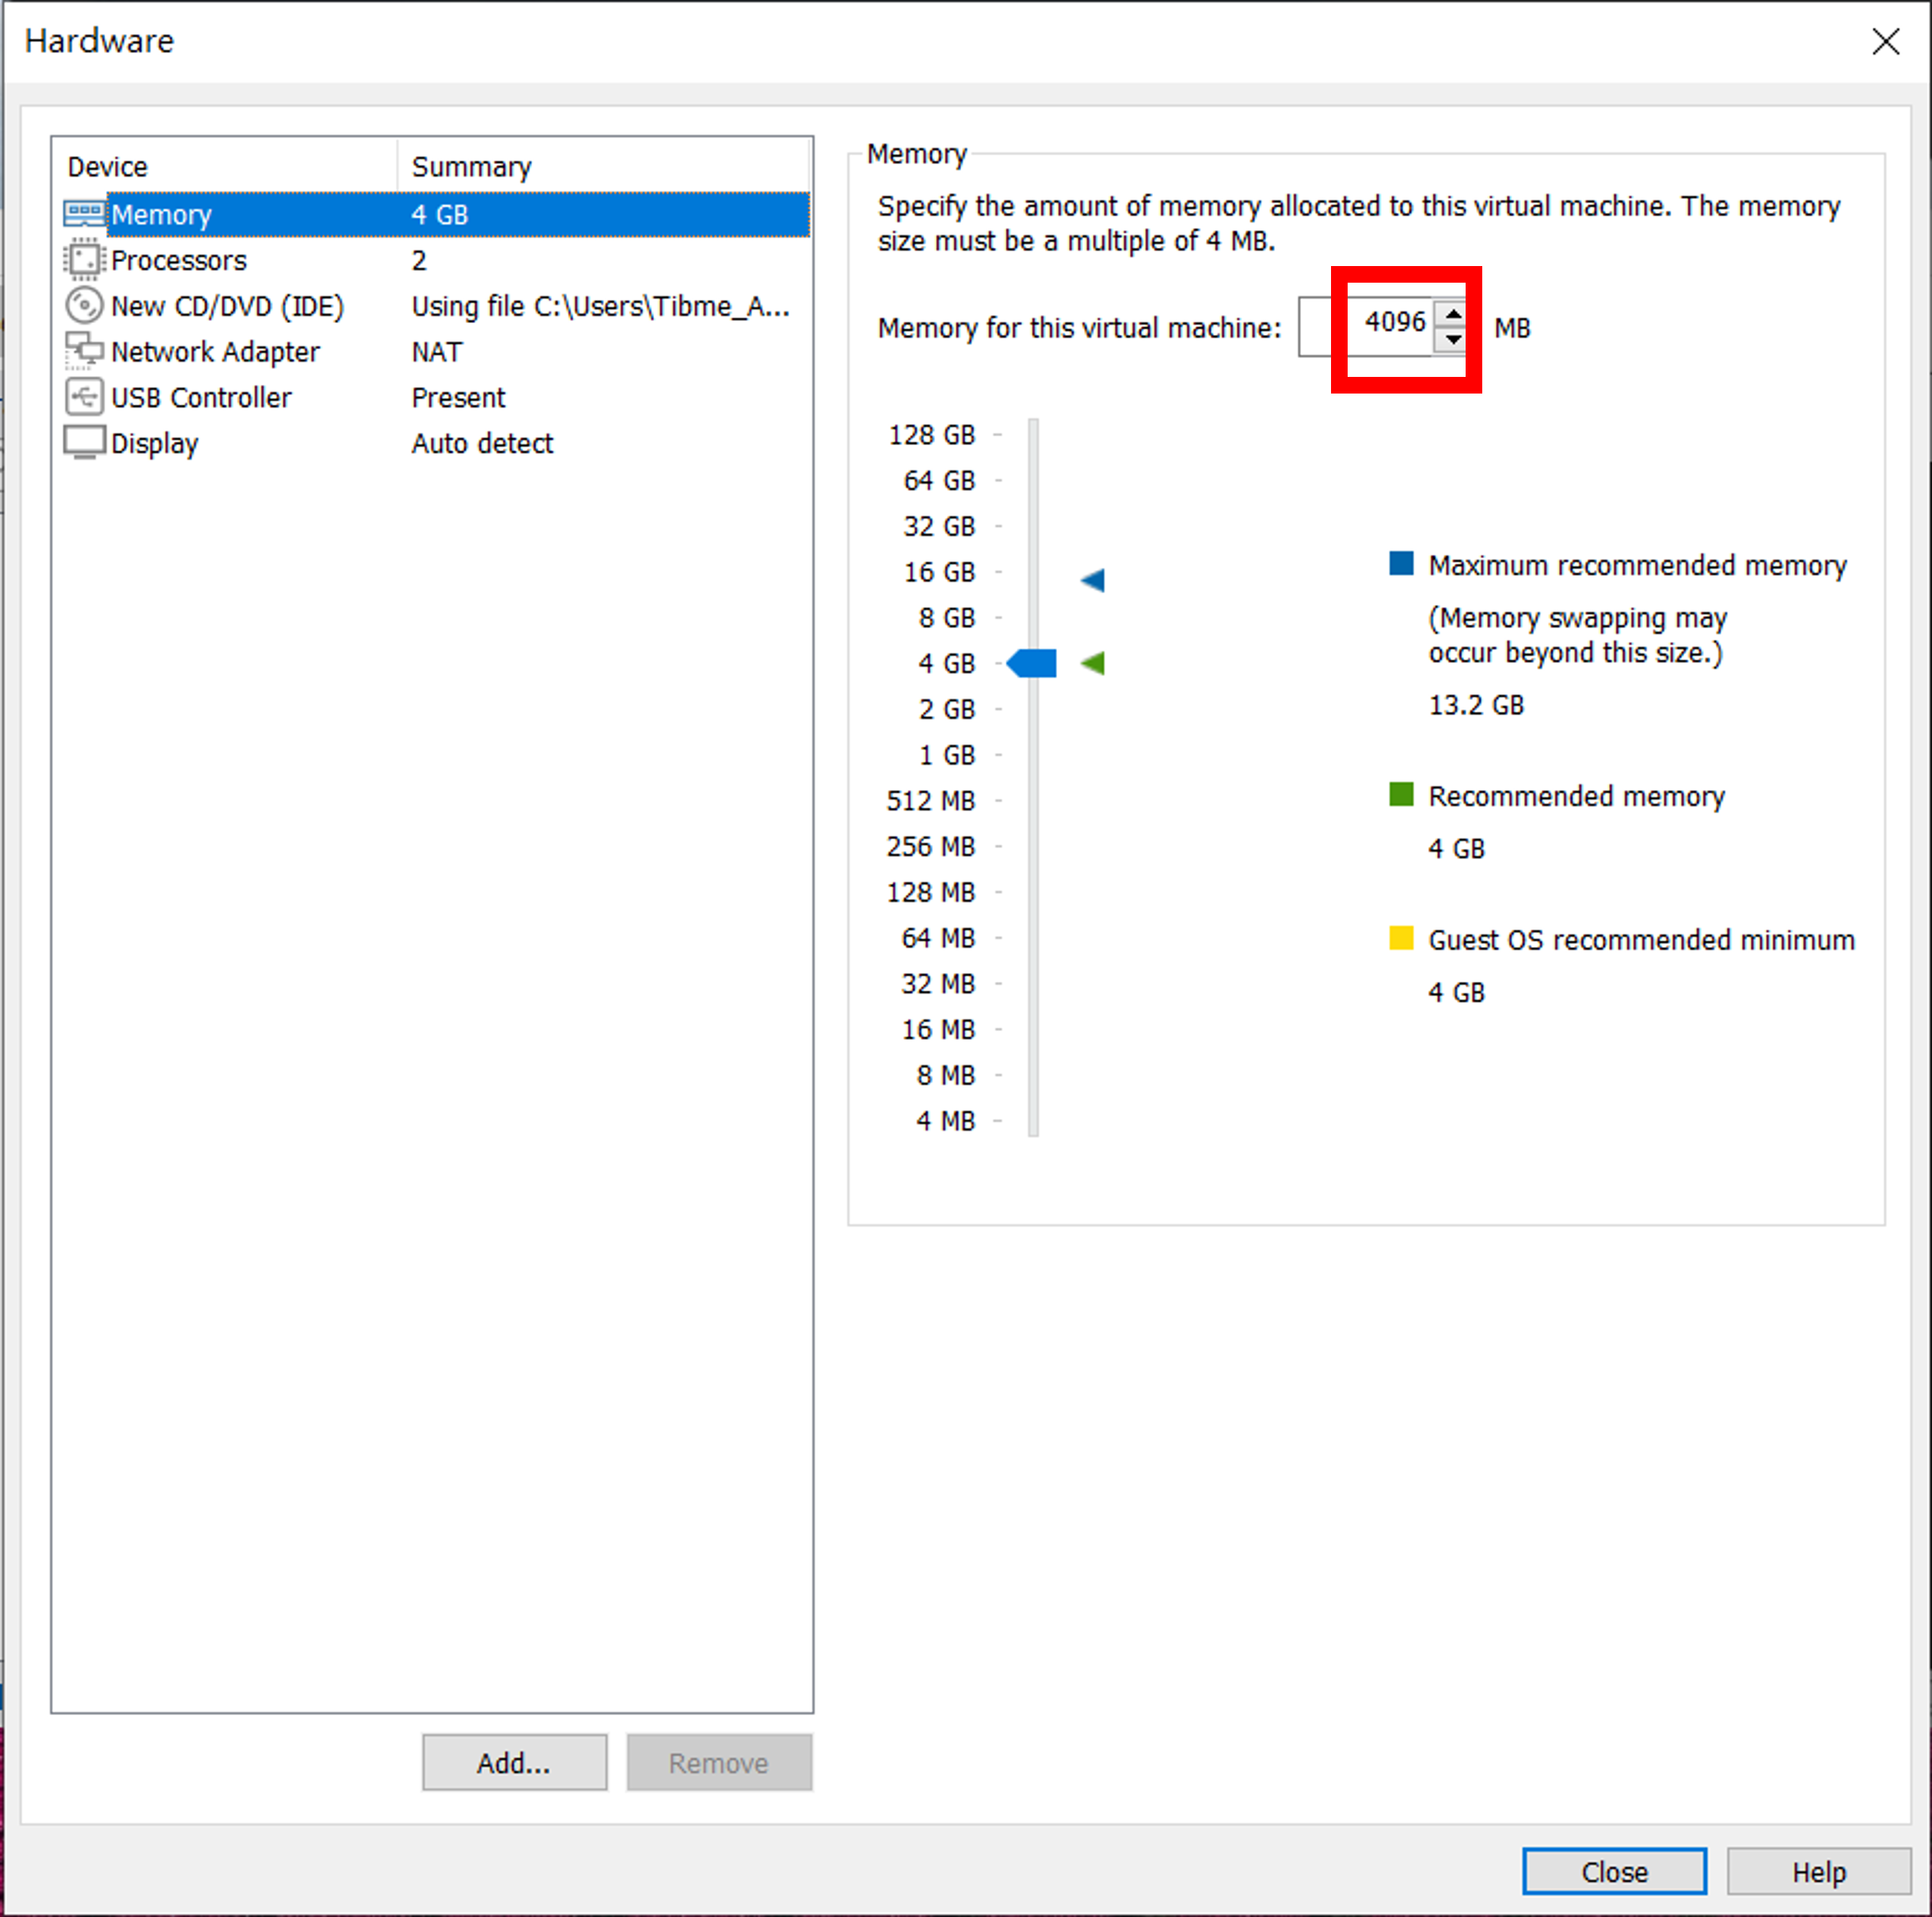 Hardware
Device Summary
Memory 4 GB
Processors 2
New CD/DVD (IDE) Using file C:\Users\Tibme_A...
Network Adapter NAT
USB Controller Present
Display Auto detect
Add... Remove
Memory
Specify the amount of memory allocated to this virtual machine. The memory
size must be a multiple of 4 MB.
Memory for this virtual machine: 4096 MB
128 GB
64 GB
32 GB
16 GB
8 GB
4 GB
2 GB
1 GB
512 MB
256 MB
128 MB
64 MB
32 MB
16 MB
8 MB
4 MB
Maximum recommended memory
(Memory swapping may
occur beyond this size.)
13.2 GB
Recommended memory
4 GB
Guest OS recommended minimum
4 GB
Close Help